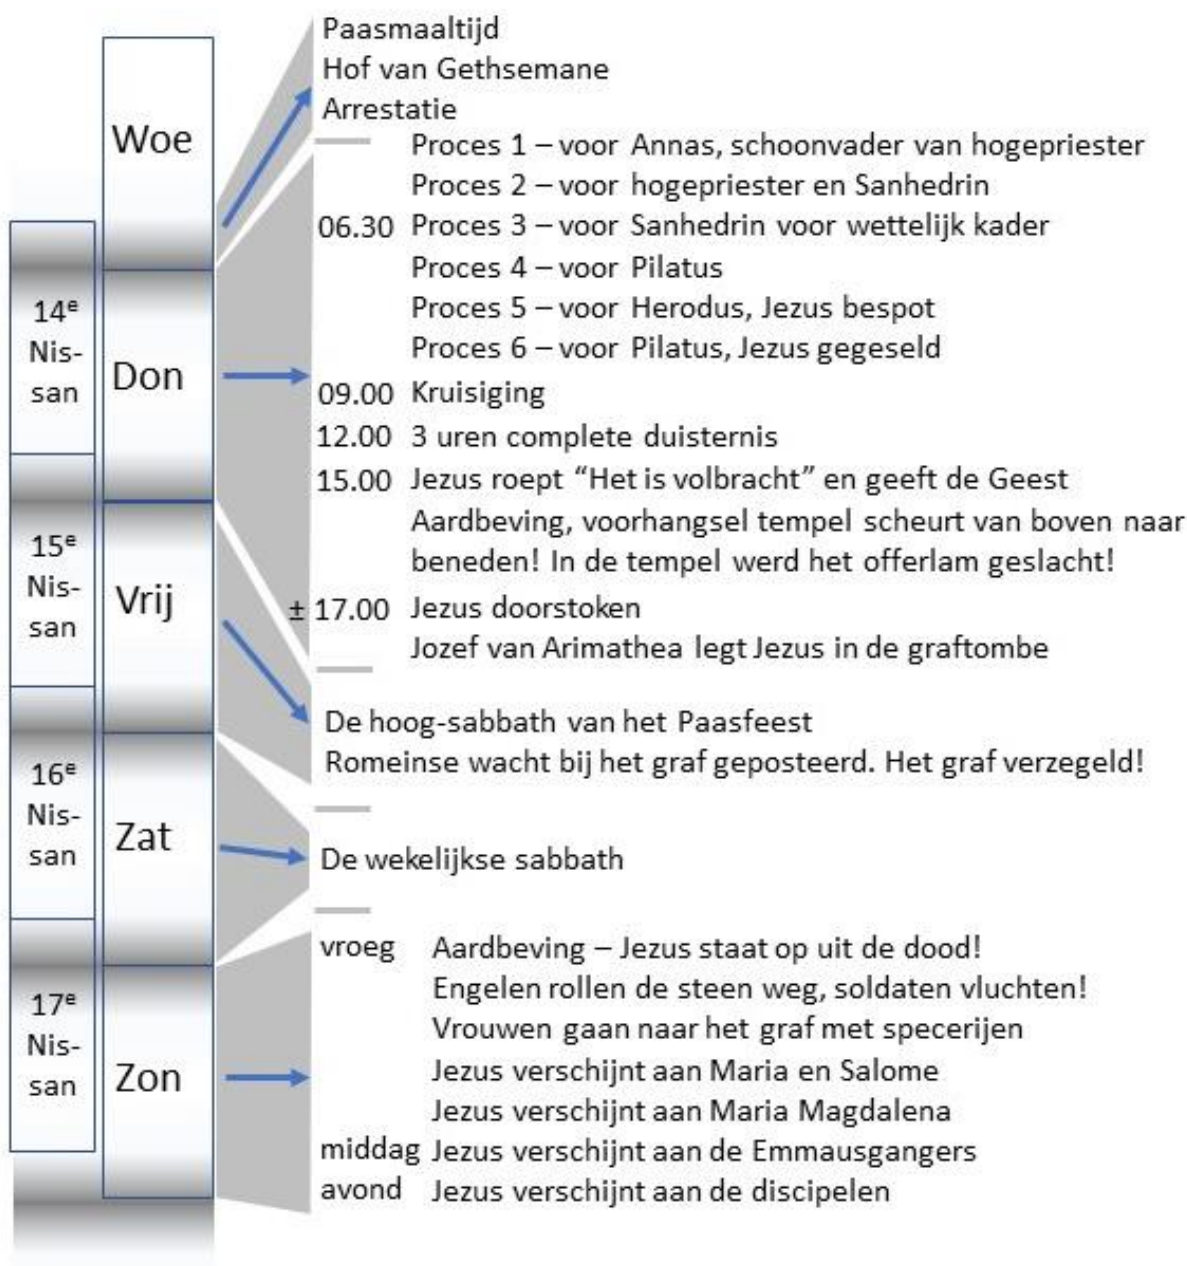 Paasmaaltijd
Hof van Gethsemane
Arrestatie
Woe
Proces 1 – voor Annas, schoonvader van hogepriester
Proces 2 – voor hogepriester en Sanhedrin
06.30 Proces 3 – voor Sanhedrin voor wettelijk kader
Proces 4 – voor Pilatus
Proces 5 – voor Herodus, Jezus bespot
Proces 6 – voor Pilatus, Jezus gegeseld
14e
Nis-
san
Don
09.00 Kruisiging
12.00 3 uren complete duisternis
15.00 Jezus roept “Het is volbracht” en geeft de Geest
Aardbeving, voorhangsel tempel scheurt van boven naar
beneden! In de tempel werd het offerlam geslacht!
± 17.00 Jezus doorstoken
Jozef van Arimathea legt Jezus in de graftombe
15e
Nis-
san
Vrij
De hoog-sabbath van het Paasfeest
Romeinse wacht bij het graf geposteerd. Het graf verzegeld!
16e
Nis-
san
Zat
De wekelijkse sabbath
vroeg Aardbeving – Jezus staat op uit de dood!
Engelen rollen de steen weg, soldaten vluchten!
Vrouwen gaan naar het graf met specerijen
17e
Nis-
san
Zon
Jezus verschijnt aan Maria en Salome
Jezus verschijnt aan Maria Magdalena
middag Jezus verschijnt aan de Emmausgangers
avond Jezus verschijnt aan de discipelen